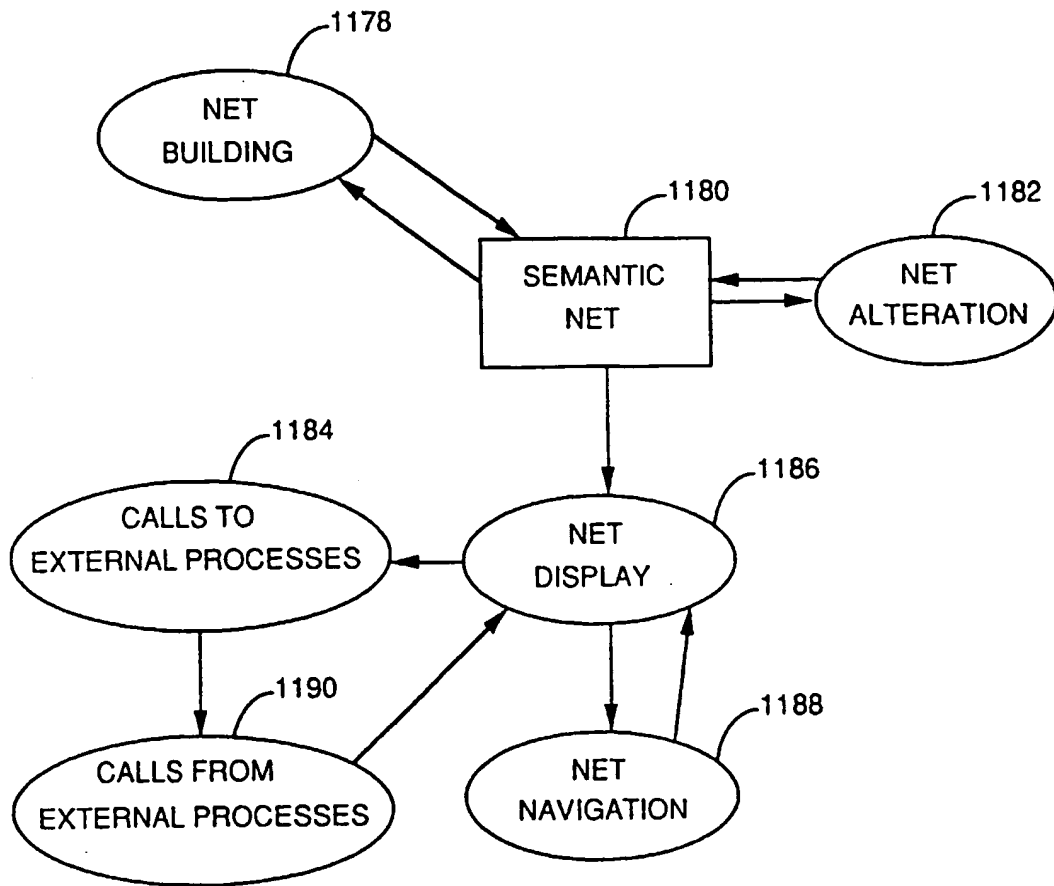 1178
NET
BUILDING
1180
SEMANTIC
NET
1182
NET
ALTERATION
1184
CALLS TO
EXTERNAL PROCESSES
1186
NET
DISPLAY
1190
CALLS FROM
EXTERNAL PROCESSES
1188
NET
NAVIGATION